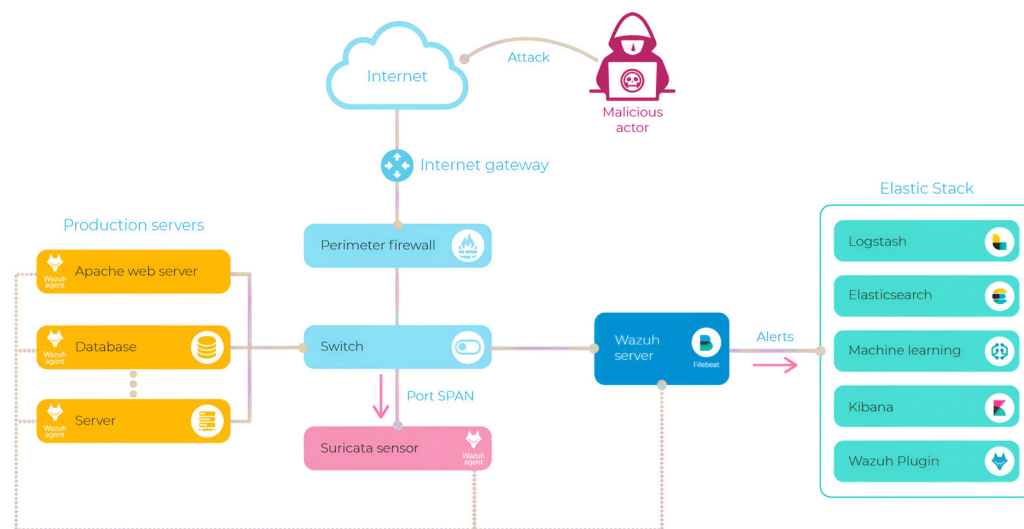 Internet
Attack
Malicious
actor
Internet gateway
Elastic Stack
Production servers
Perimeter firewall
Logstash
Wazuh
agent
Apache web server
Elasticsearch
Wazuh
agent
Database
Switch
Wazuh
server
Filebeat
Alerts
Machine learning
Port SPAN
Kibana
Wazuh
agent
Server
Suricata sensor
Wazuh
agent
Wazuh Plugin